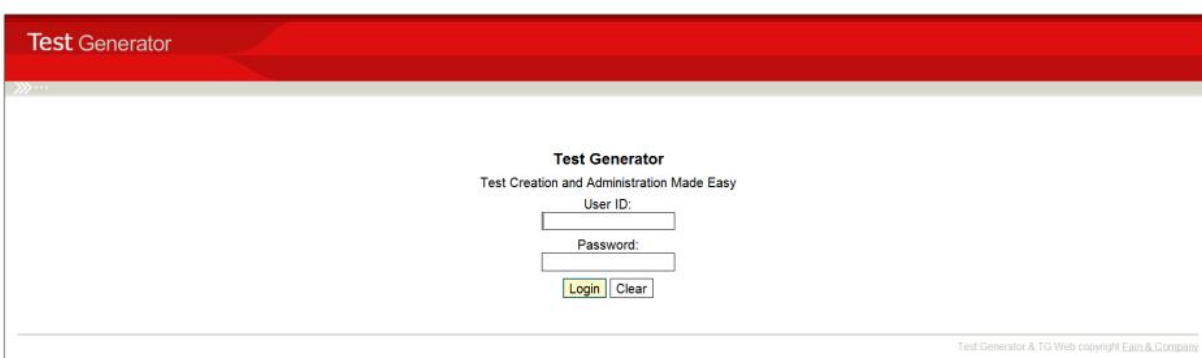 Test Generator
Test Generator
Test Creation and Administration Made Easy
User ID:
Password:
Login Clear
Test Generator & TG Web copyright Fain & Company